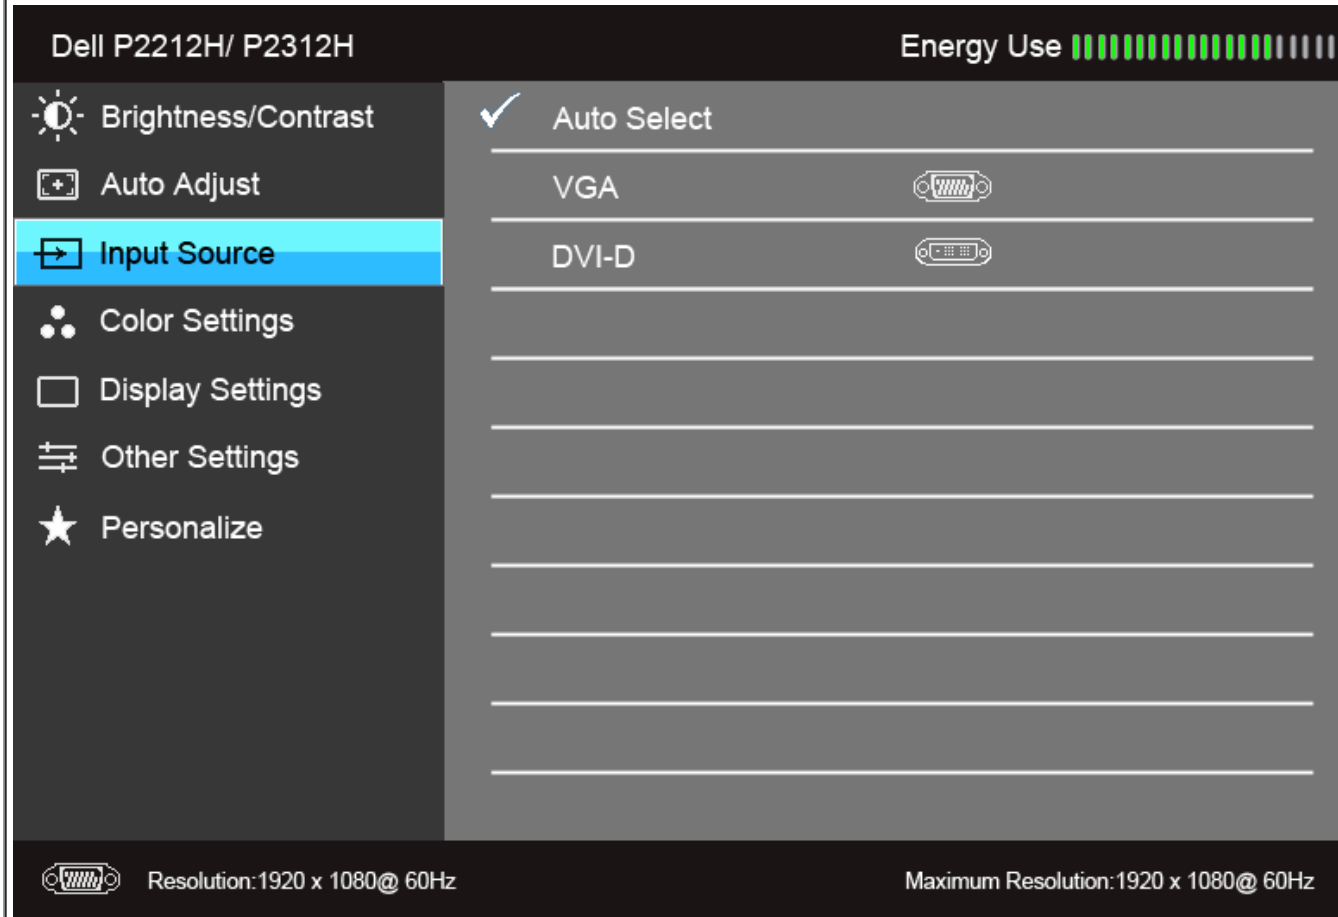 Dell P2212H/ P2312H
Energy Use
Brightness/Contrast
Auto Adjust
Input Source
Color Settings
Display Settings
Other Settings
Personalize
Auto Select
VGA
DVI-D
Resolution:1920 x 1080@ 60Hz
Maximum Resolution:1920 x 1080@ 60Hz